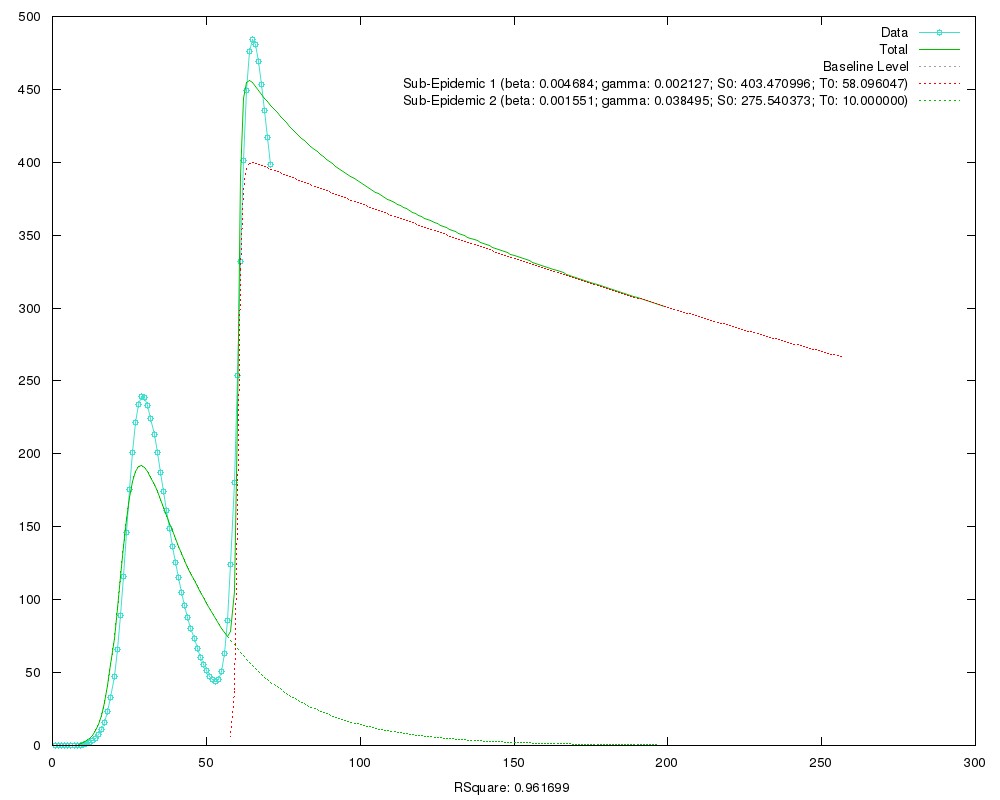 500
450
400
350
300
250
200
150
100
50
0
Data
Total
Baseline Level
Sub-Epidemic 1 (beta: 0.004684; gamma: 0.002127; S0: 403.470996; T0: 58.096047)
Sub-Epidemic 2 (beta: 0.001551; gamma: 0.038495; S0: 275.540373; T0: 10.000000)
0 50 100 150 200 250 300
RSquare: 0.961699